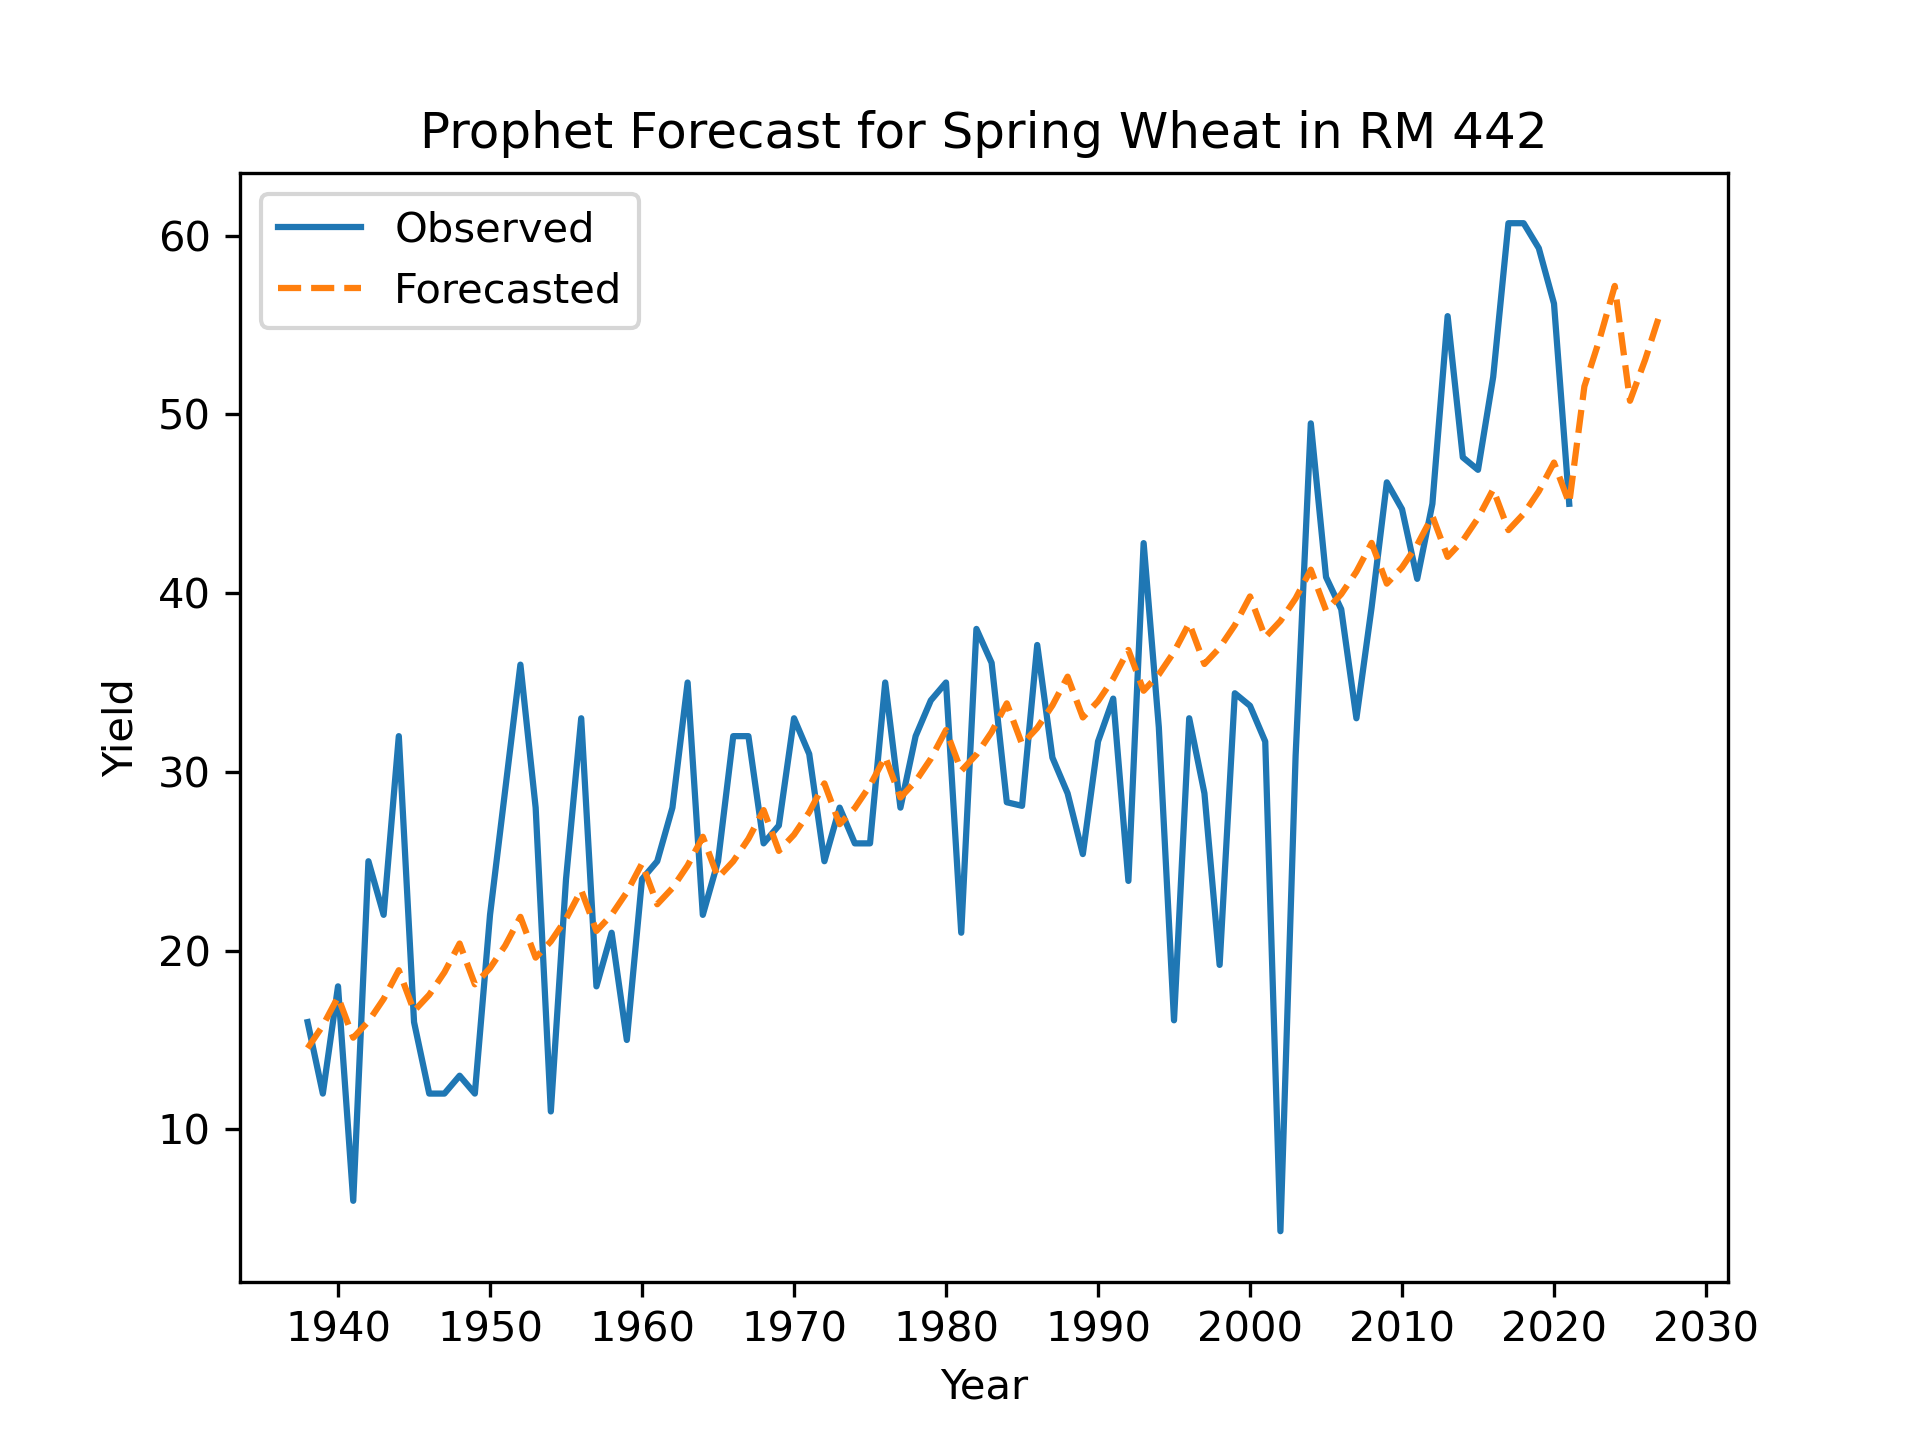 Prophet Forecast for Spring Wheat in RM 442
Observed
Forecasted
60
50
40
30
20
10
Yield
1940 1950 1960 1970 1980 1990 2000 2010 2020 2030
Year